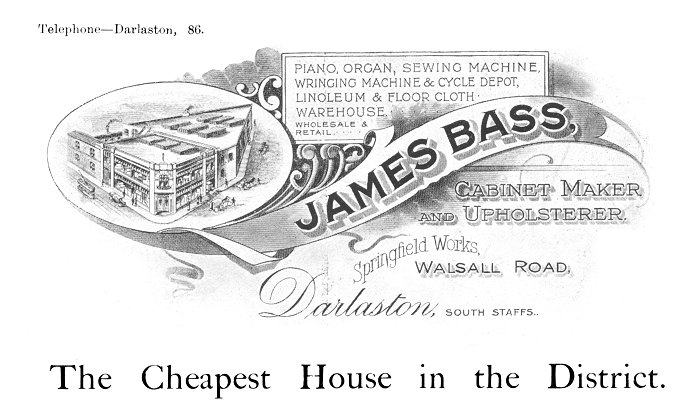 Telephone—Darlaston, 86.
PIANO, ORGAN, SEWING MACHINE,
WRINGING MACHINE & CYCLE DEPOT,
LINOLEUM & FLOOR CLOTH
WAREHOUSE.
WHOLESALE &
RETAIL.....
JAMES BASS,
CABINET MAKER
AND UPHOLSTERER.
Springfield Works,
WALSALL ROAD,
Darlaston, SOUTH STAFFS..
The Cheapest House in the District.